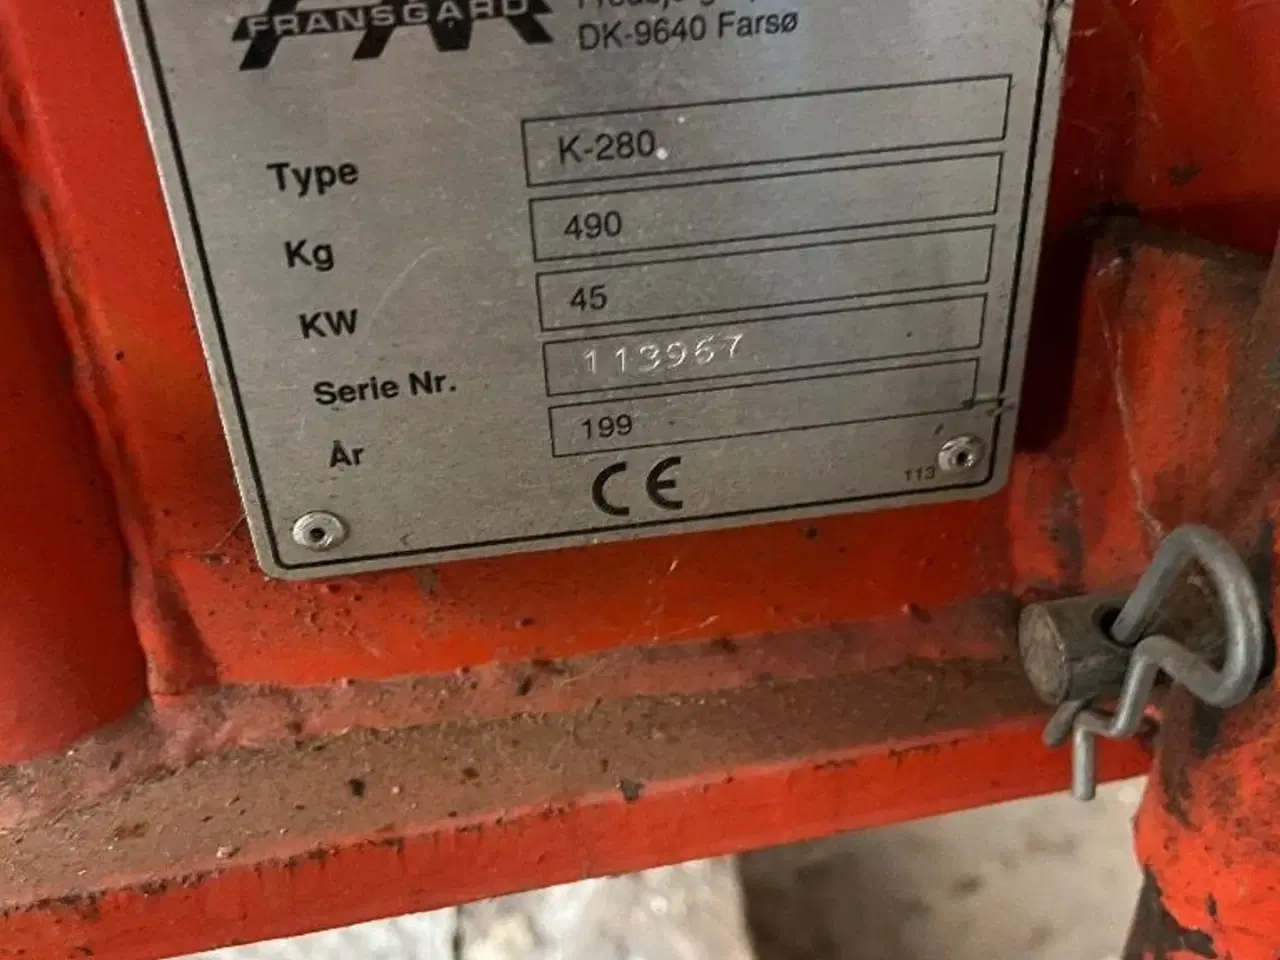 FRANSGÅRD
DK-9640 Farsø
Type K-280
Kg 490
KW 45
Serie Nr. 113967
År 199
CE
113